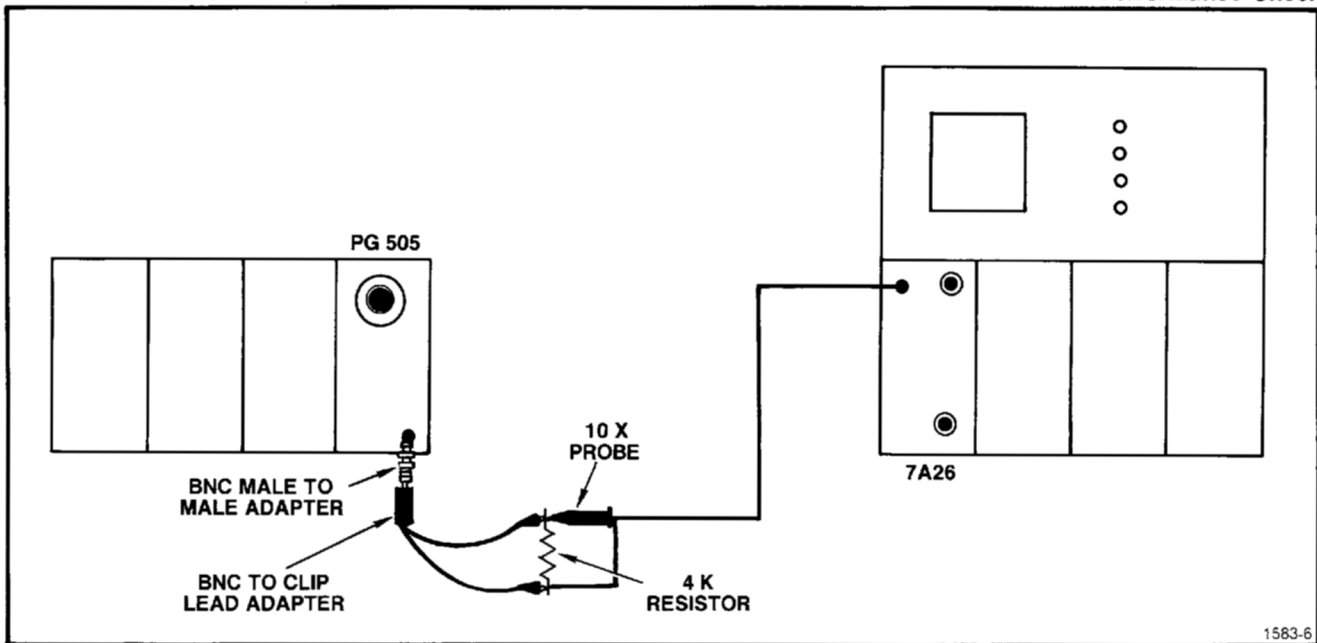 PG 505
10 X
PROBE
7A26
BNC MALE TO
MALE ADAPTER
BNC TO CLIP
LEAD ADAPTER
4 K
RESISTOR
1583-6